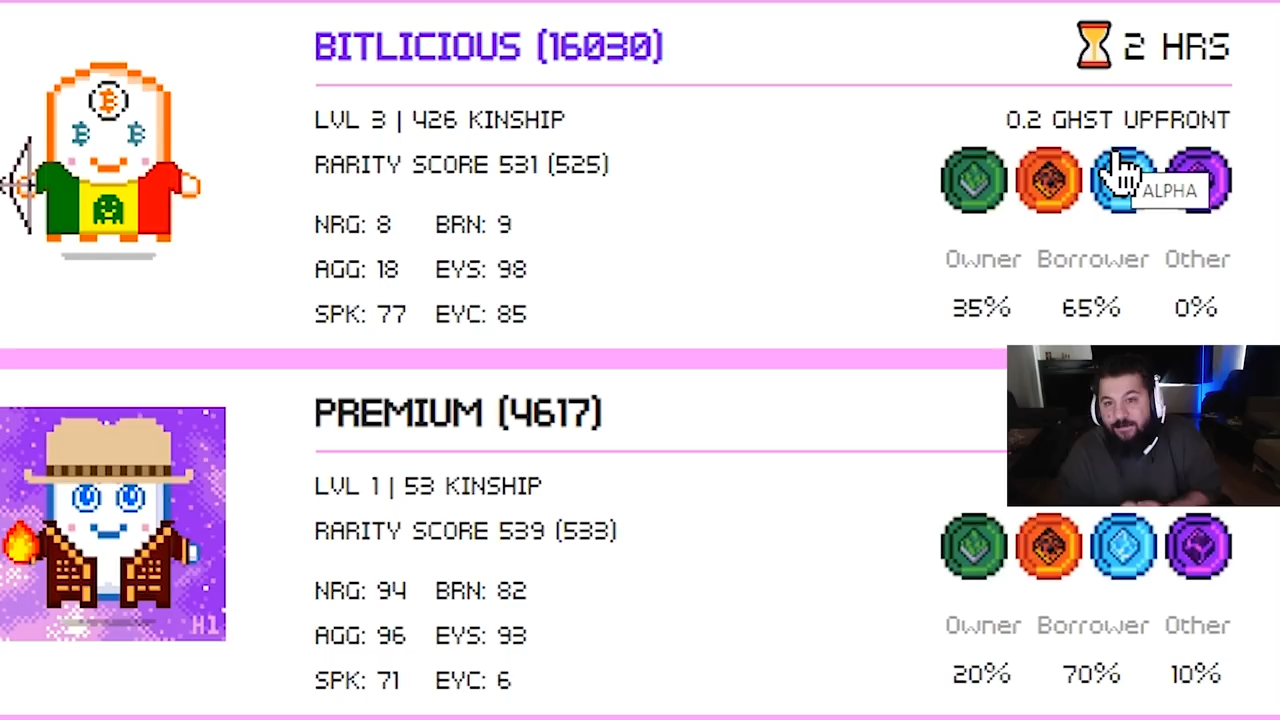 BITLICIOUS (16030)
2 HRS
LVL 3 | 426 KINSHIP
0.2 GHST UPFRONT
RARITY SCORE 531 (525)
ALPHA
NRG: 8 BRN: 9
AGG: 18 EYS: 98
SPK: 77 EYC: 85
Owner Borrower Other
35% 65% 0%
PREMIUM (4617)
LVL 1 | 53 KINSHIP
RARITY SCORE 539 (533)
NRG: 94 BRN: 82
AGG: 96 EYS: 93
SPK: 71 EYC: 6
Owner Borrower Other
20% 70% 10%
H1